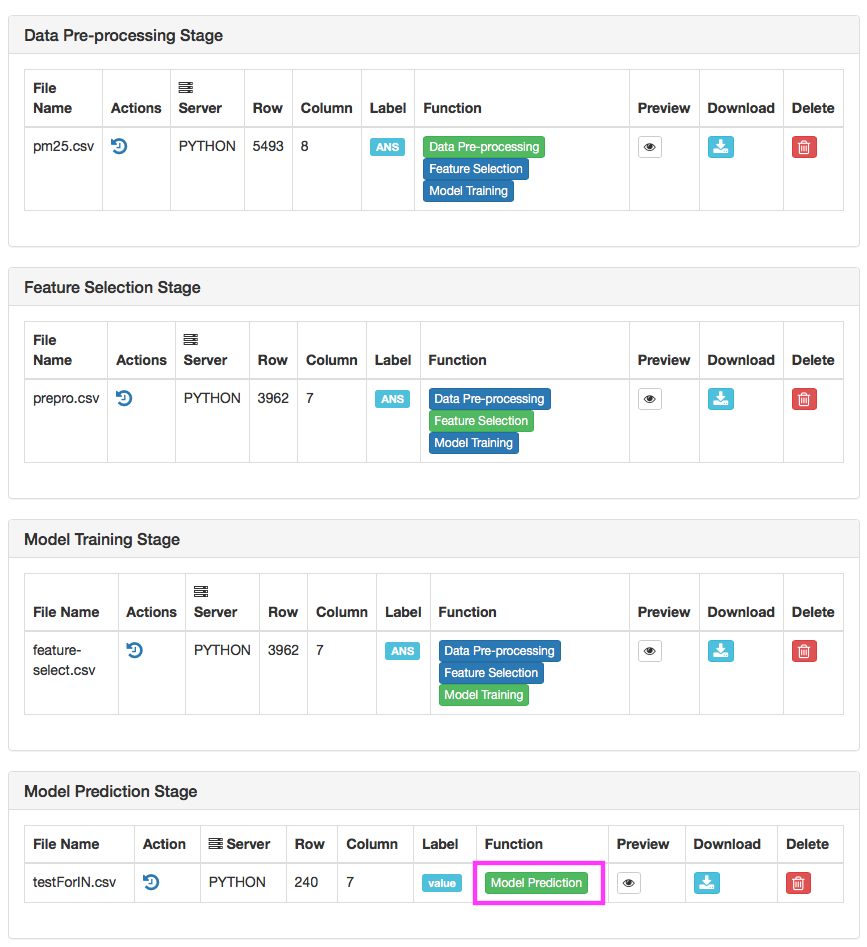 Data Pre-processing Stage
File Name Actions Server Row Column Label Function Preview Download Delete
pm25.csv PYTHON 5493 8 ANS Data Pre-processing
Feature Selection
Model Training
Feature Selection Stage
File Name Actions Server Row Column Label Function Preview Download Delete
prepro.csv PYTHON 3962 7 ANS Data Pre-processing
Feature Selection
Model Training
Model Training Stage
File Name Actions Server Row Column Label Function Preview Download Delete
feature- PYTHON 3962 7 ANS Data Pre-processing
select.csv Feature Selection
Model Training
Model Prediction Stage
File Name Action Server Row Column Label Function Preview Download Delete
testForIN.csv PYTHON 240 7 value Model Prediction